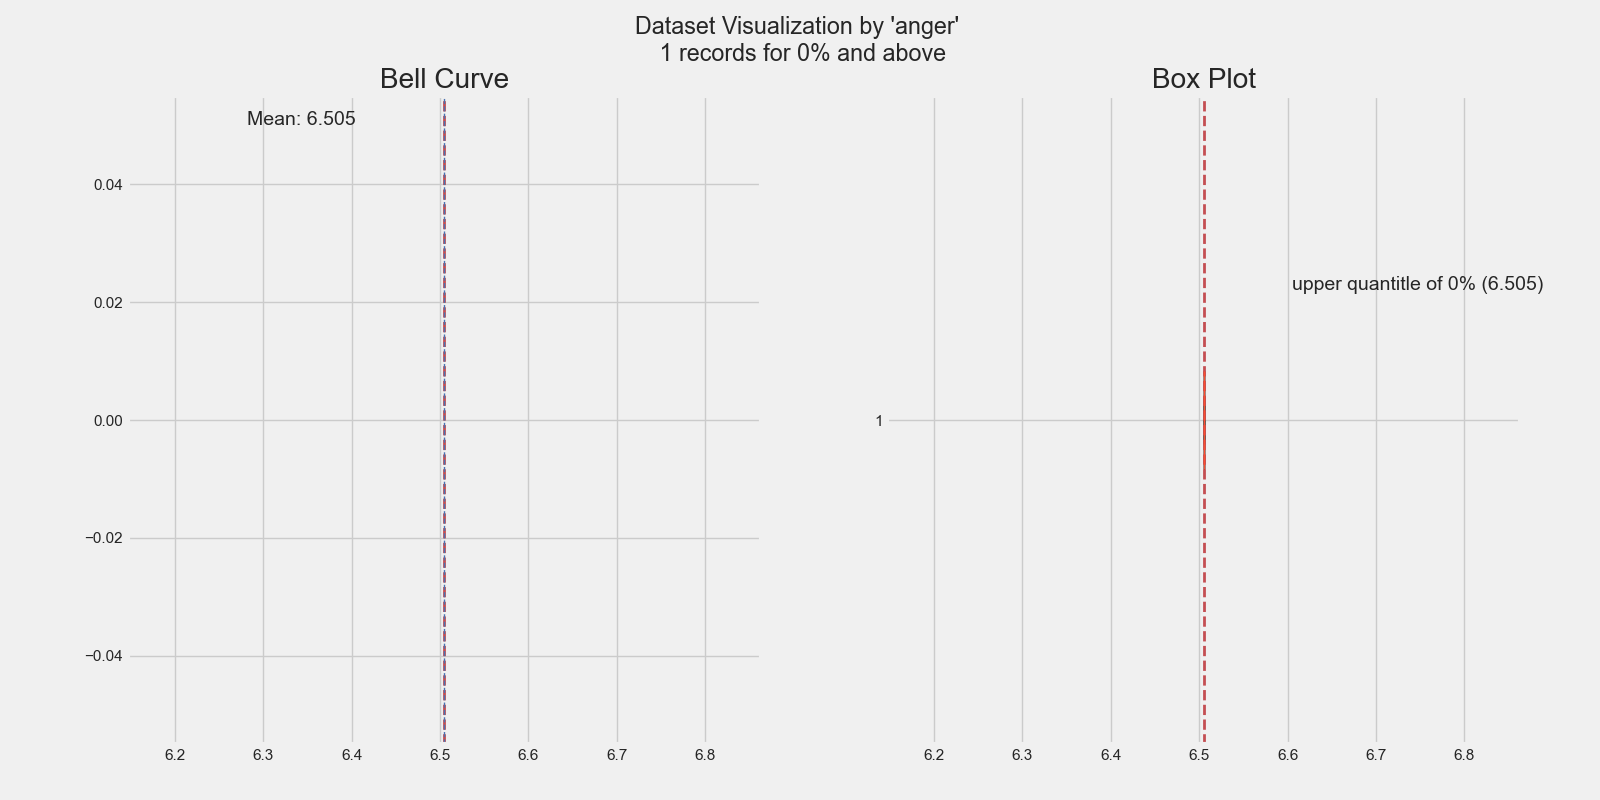 Dataset Visualization by 'anger'
1 records for 0% and above
Bell Curve
Mean: 6.505
0.04
0.02
0.00
−0.02
−0.04
6.2 6.3 6.4 6.5 6.6 6.7 6.8
Box Plot
upper quantitle of 0% (6.505)
1
6.2 6.3 6.4 6.5 6.6 6.7 6.8